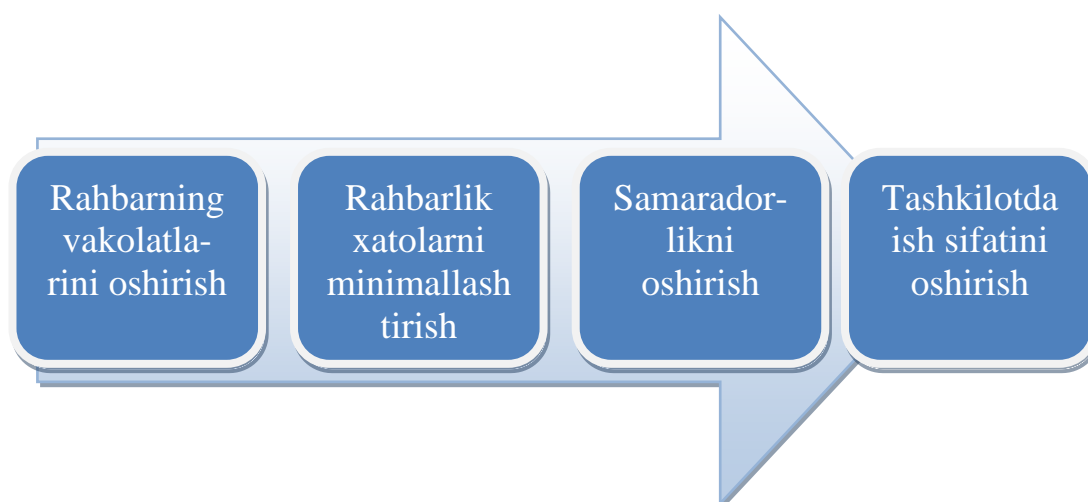 Rahbarning
vakolatla-
rini oshirish
Rahbarlik
xatolarni
minimallash
tirish
Samarador-
likni
oshirish
Tashkilotda
ish sifatini
oshirish